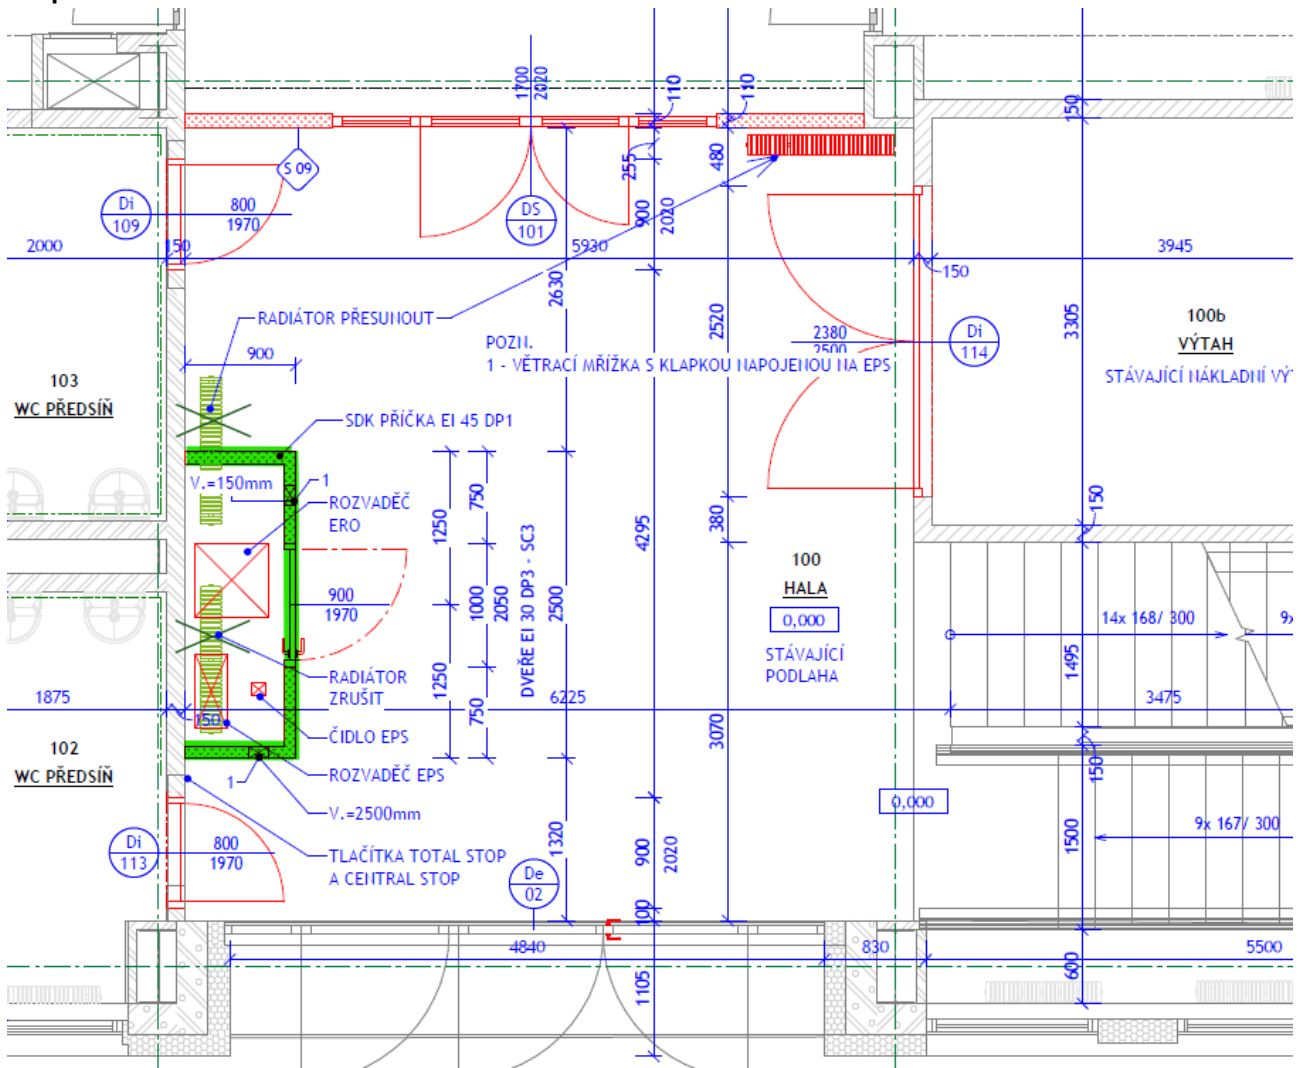 1700
2020
110
110
150
S 09
255
480
Di
109
800
1970
DS
101
900
2020
2000
150
5930
150
3945
2630
2520
3305
RADIÁTOR PŘESUNOUT
POZN.
1 - VĚTRACÍ MŘÍŽKA S KLAPKOU NAPOJENOU NA EPS
2380
2500
Di
114
100b
VÝTAH
STÁVAJÍCÍ NÁKLADNÍ
900
103
WC PŘEDSÍŇ
SDK PŘÍČKA EI 45 DP1
V.=150mm
1
ROZVADĚČ
ERO
750
1250
4295
380
150
DVEŘE EI 30 DP3 - SC3
900
1970
1000
2050
2500
100
HALA
0,000
STÁVAJÍCÍ
PODLAHA
14x 168/ 300
1495
RADIÁTOR
ZRUŠIT
1250
750
1875
150
6225
3475
3070
ČIDLO EPS
102
WC PŘEDSÍŇ
ROZVADĚČ EPS
1
V.=2500mm
150
0,000
Di
113
800
1970
TLAČÍTKA TOTAL STOP
A CENTRAL STOP
1320
900
2020
1500
9x 167/ 300
De
02
100
4840
830
5500
1105
600